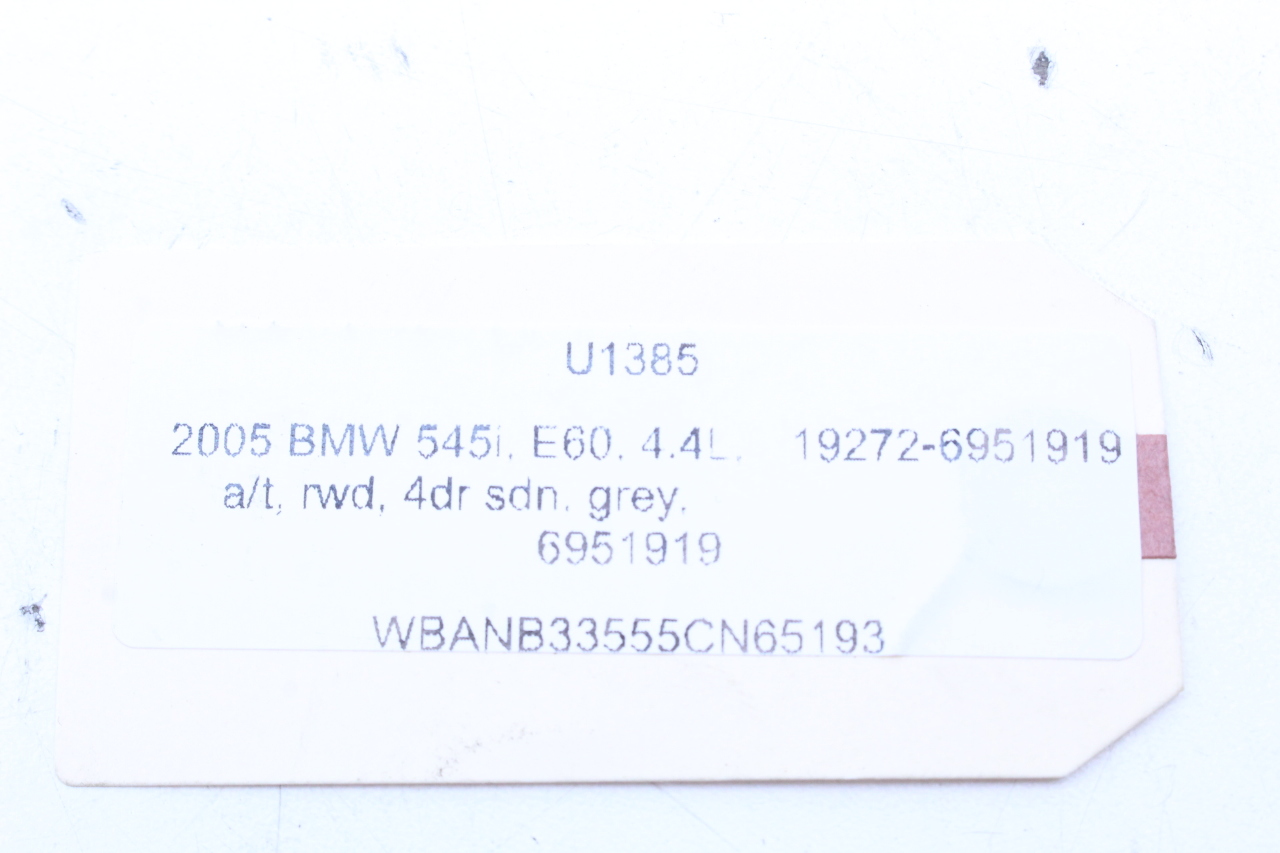 U1385
2005 BMW 545i. E60. 4.4L. 19272-6951919
a/t, rwd, 4dr sdn. grey.
6951919
WBANB33555CN65193